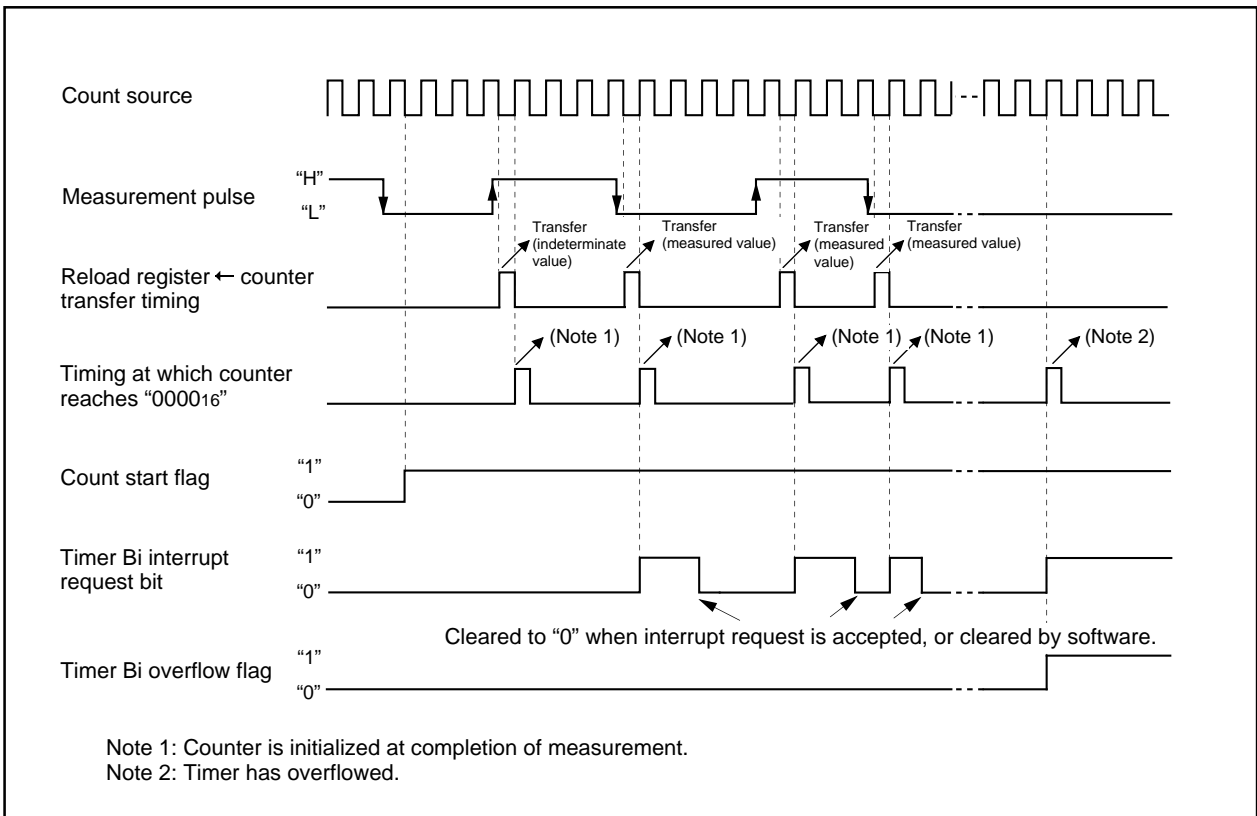 Count source
Measurement pulse
“H”
“L”
Transfer
(indeterminate
value)
Transfer
(measured value)
Transfer
(measured
value)
Transfer
(measured value)
Reload register ← counter
transfer timing
(Note 1)
(Note 1)
(Note 1)
(Note 1)
(Note 2)
Timing at which counter
reaches “000016”
Count start flag
“1”
“0”
Timer Bi interrupt
request bit
“1”
“0”
Cleared to “0” when interrupt request is accepted, or cleared by software.
Timer Bi overflow flag
“1”
“0”
Note 1: Counter is initialized at completion of measurement.
Note 2: Timer has overflowed.